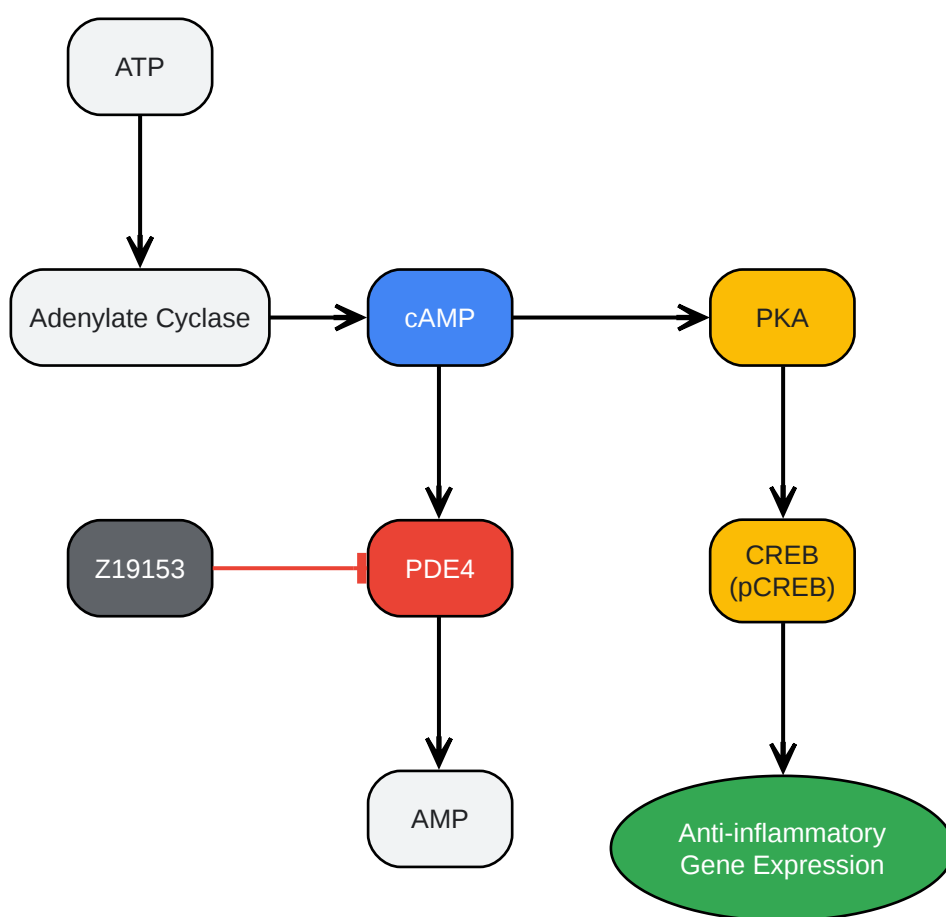 ATP
Adenylate Cyclase
cAMP
PKA
Z19153
PDE4
CREB
(pCREB)
AMP
Anti-inflammatory
Gene Expression